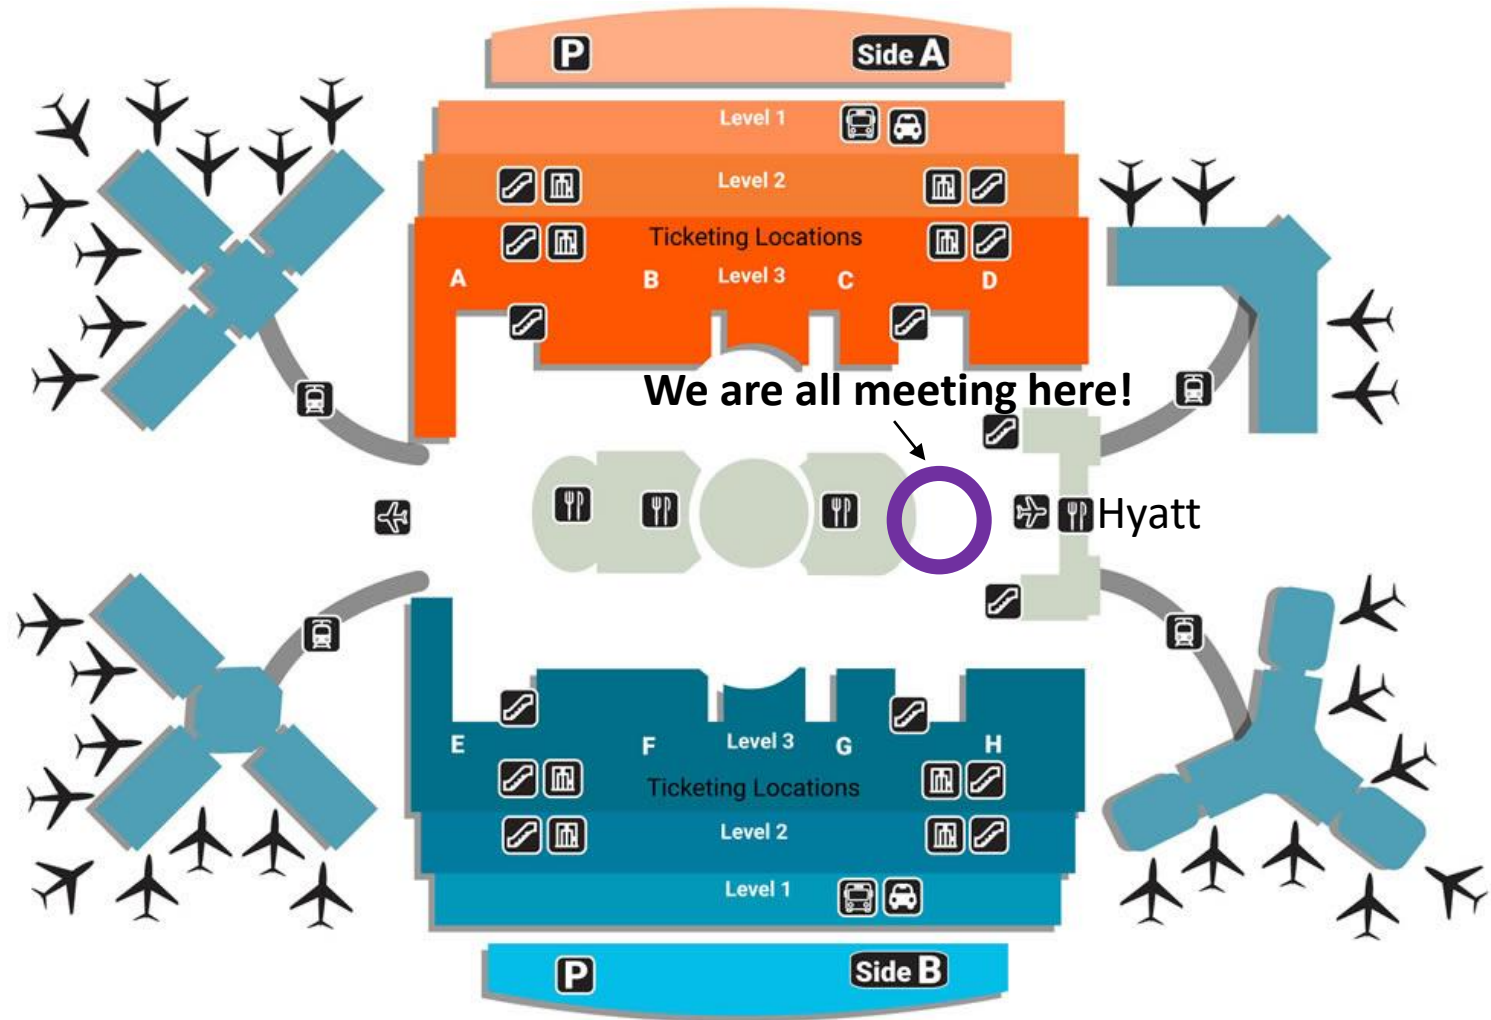 P
Side A
Level 1
Level 2
Ticketing Locations
A
B
Level 3
C
D
We are all meeting here!
Hyatt
E
F
Level 3
G
H
Ticketing Locations
Level 2
Level 1
P
Side B